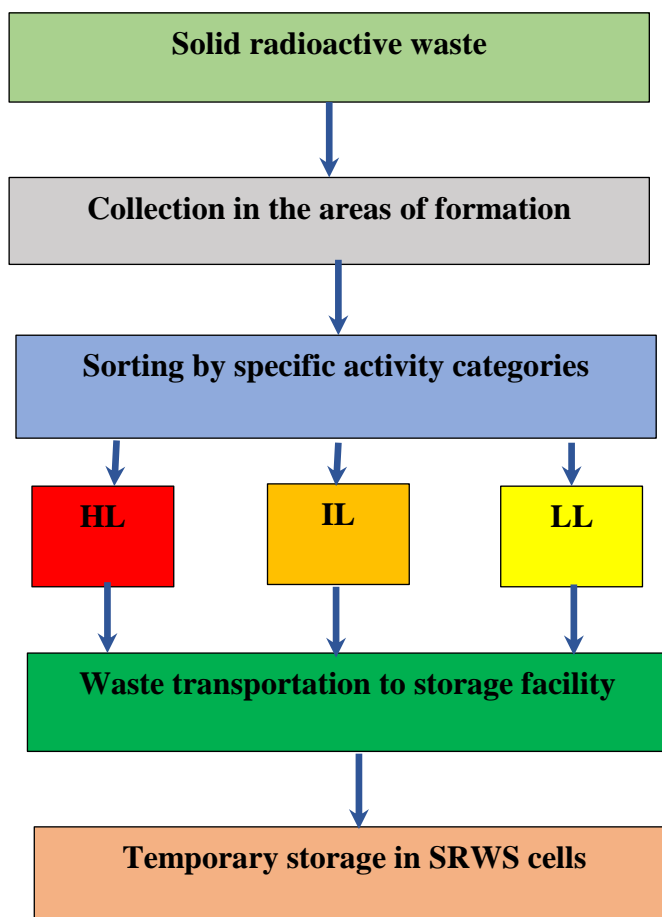 Solid radioactive waste
Collection in the areas of formation
Sorting by specific activity categories
HL
IL
LL
Waste transportation to storage facility
Temporary storage in SRWS cells